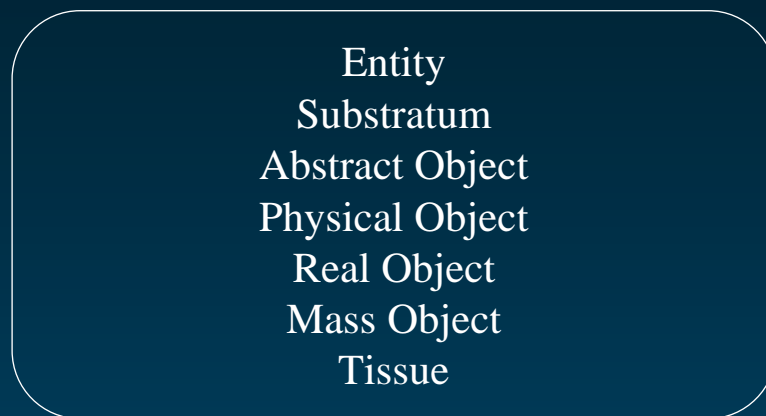 Entity
Substratum
Abstract Object
Physical Object
Real Object
Mass Object
Tissue